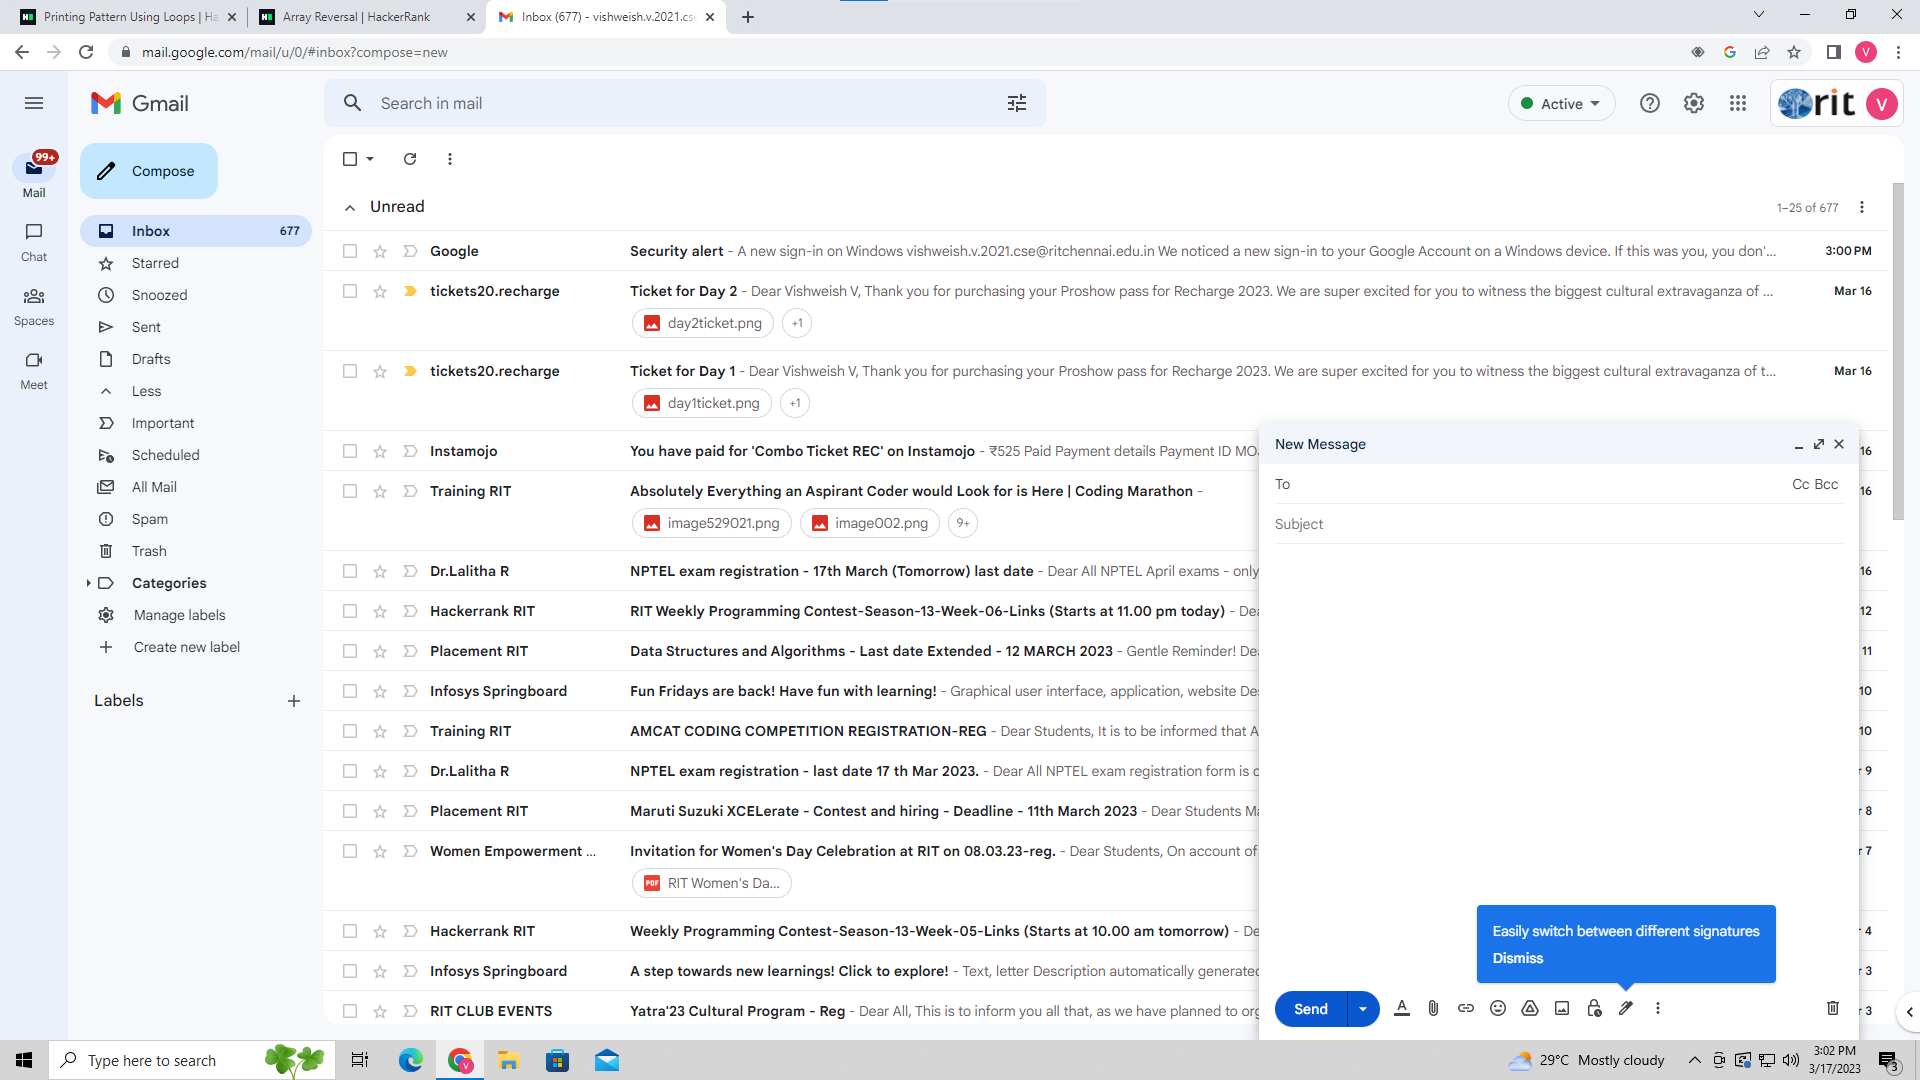 Printing Pattern Using Loops | Ha
Array Reversal | HackerRank
Inbox (677) - vishweish.v.2021.cse
mail.google.com/mail/u/0/#inbox?compose=new
V
Gmail
Search in mail
Active
rit
V
99+
Mail
Chat
Spaces
Meet
Compose
Inbox 677
Starred
Snoozed
Sent
Drafts
Less
Important
Scheduled
All Mail
Spam
Trash
Categories
Manage labels
Create new label
Labels
Unread
1–25 of 677
Google Security alert - A new sign-in on Windows vishweish.v.2021.cse@ritchennai.edu.in We noticed a new sign-in to your Google Account on a Windows device. If this was you, you don'... 3:00 PM
tickets20.recharge Ticket for Day 2 - Dear Vishweish V, Thank you for purchasing your Proshow pass for Recharge 2023. We are super excited for you to witness the biggest cultural extravaganza of ... Mar 16
day2ticket.png +1
tickets20.recharge Ticket for Day 1 - Dear Vishweish V, Thank you for purchasing your Proshow pass for Recharge 2023. We are super excited for you to witness the biggest cultural extravaganza of t... Mar 16
day1ticket.png +1
Instamojo You have paid for 'Combo Ticket REC' on Instamojo - ₹525 Paid Payment details Payment ID MO 16
Training RIT Absolutely Everything an Aspirant Coder would Look for is Here | Coding Marathon - 16
image529021.png image002.png 9+
Dr.Lalitha R NPTEL exam registration - 17th March (Tomorrow) last date - Dear All NPTEL April exams - only 16
Hackerrank RIT RIT Weekly Programming Contest-Season-13-Week-06-Links (Starts at 11.00 pm today) - Dea 12
Placement RIT Data Structures and Algorithms - Last date Extended - 12 MARCH 2023 - Gentle Reminder! Dea 11
Infosys Springboard Fun Fridays are back! Have fun with learning! - Graphical user interface, application, website Des 10
Training RIT AMCAT CODING COMPETITION REGISTRATION-REG - Dear Students, It is to be informed that A 10
Dr.Lalitha R NPTEL exam registration - last date 17 th Mar 2023. - Dear All NPTEL exam registration form is c r 9
Placement RIT Maruti Suzuki XCELerate - Contest and hiring - Deadline - 11th March 2023 - Dear Students Ma r 8
Women Empowerment ... Invitation for Women's Day Celebration at RIT on 08.03.23-reg. - Dear Students, On account of r 7
PDF RIT Women's Da...
Hackerrank RIT Weekly Programming Contest-Season-13-Week-05-Links (Starts at 10.00 am tomorrow) - De r 4
Infosys Springboard A step towards new learnings! Click to explore! - Text, letter Description automatically generated r 3
RIT CLUB EVENTS Yatra'23 Cultural Program - Reg - Dear All, This is to inform you all that, as we have planned to org r 3
New Message
To Cc Bcc
Subject
Easily switch between different signatures
Dismiss
Send
Type here to search
V
29°C Mostly cloudy
3:02 PM
3/17/2023
3